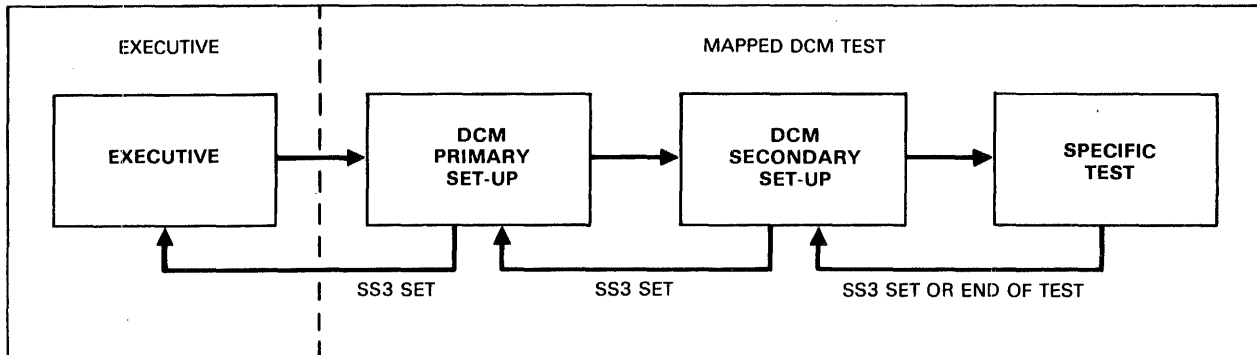 EXECUTIVE
MAPPED DCM TEST
EXECUTIVE
DCM
PRIMARY
SET-UP
DCM
SECONDARY
SET-UP
SPECIFIC
TEST
SS3 SET
SS3 SET
SS3 SET OR END OF TEST